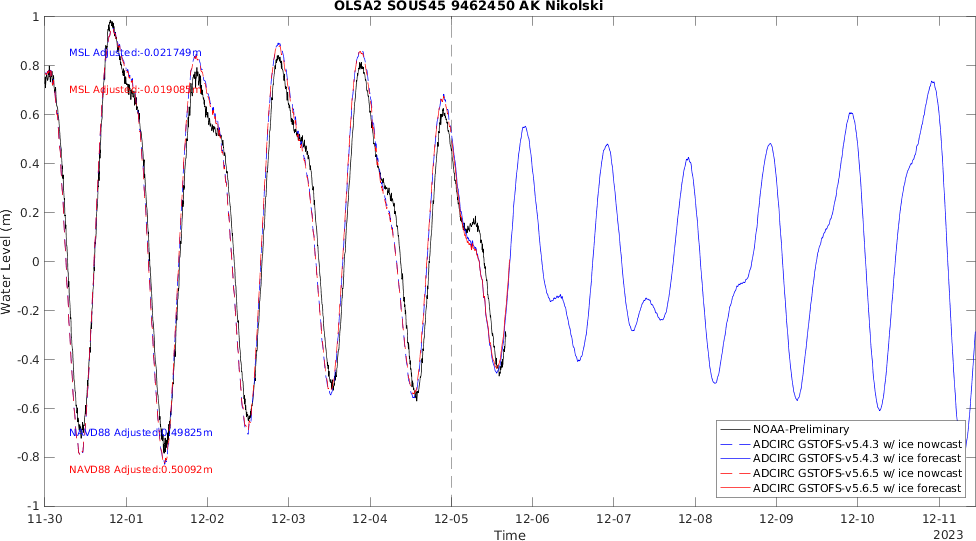 OLSA2 SOUS45 9462450 AK Nikolski
1
0.8
0.6
0.4
0.2
0
-0.2
-0.4
-0.6
-0.8
-1
Water Level (m)
MSL Adjusted:-0.021749m
MSL Adjusted:-0.019085m
NAVD88 Adjusted:0.49825m
NAVD88 Adjusted:0.50092m
NOAA-Preliminary
ADCIRC GSTOFS-v5.4.3 w/ ice nowcast
ADCIRC GSTOFS-v5.4.3 w/ ice forecast
ADCIRC GSTOFS-v5.6.5 w/ ice nowcast
ADCIRC GSTOFS-v5.6.5 w/ ice forecast
11-30 12-01 12-02 12-03 12-04 12-05 12-06 12-07 12-08 12-09 12-10 12-11
Time
2023